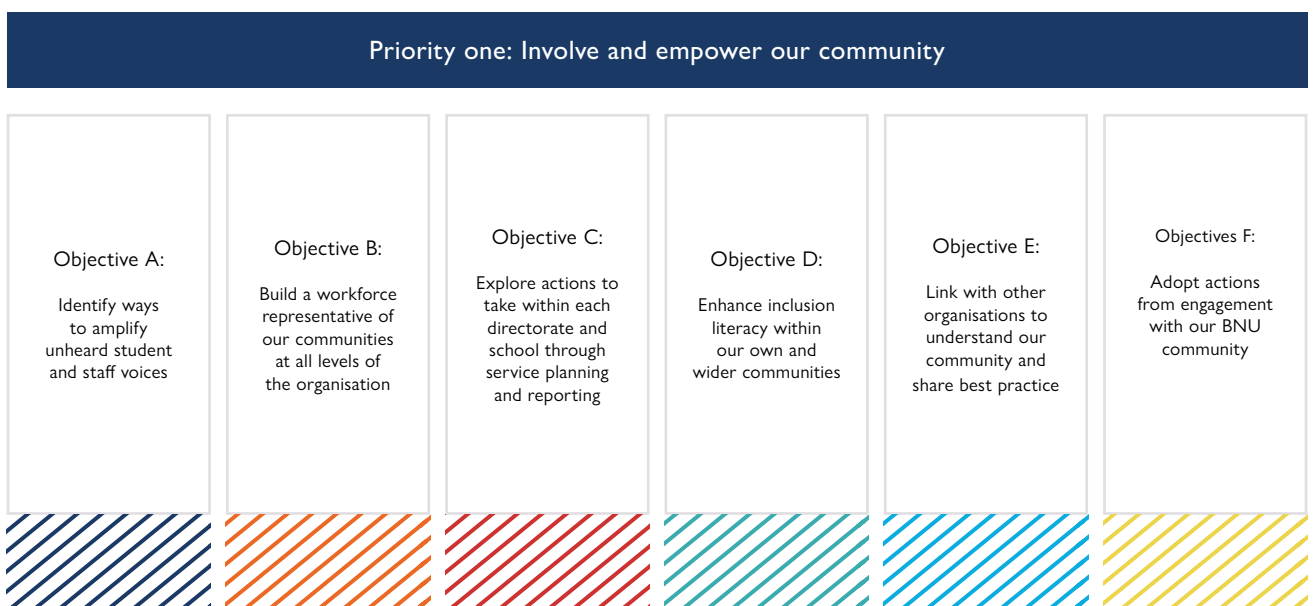 Priority one: Involve and empower our community
Objective A:
Identify ways
to amplify
unheard student
and staff voices
Objective B:
Build a workforce
representative of
our communities
at all levels of
the organisation
Objective C:
Explore actions to
take within each
directorate and
school through
service planning
and reporting
Objective D:
Enhance inclusion
literacy within
our own and
wider communities
Objective E:
Link with other
organisations to
understand our
community and
share best practice
Objectives F:
Adopt actions
from engagement
with our BNU
community